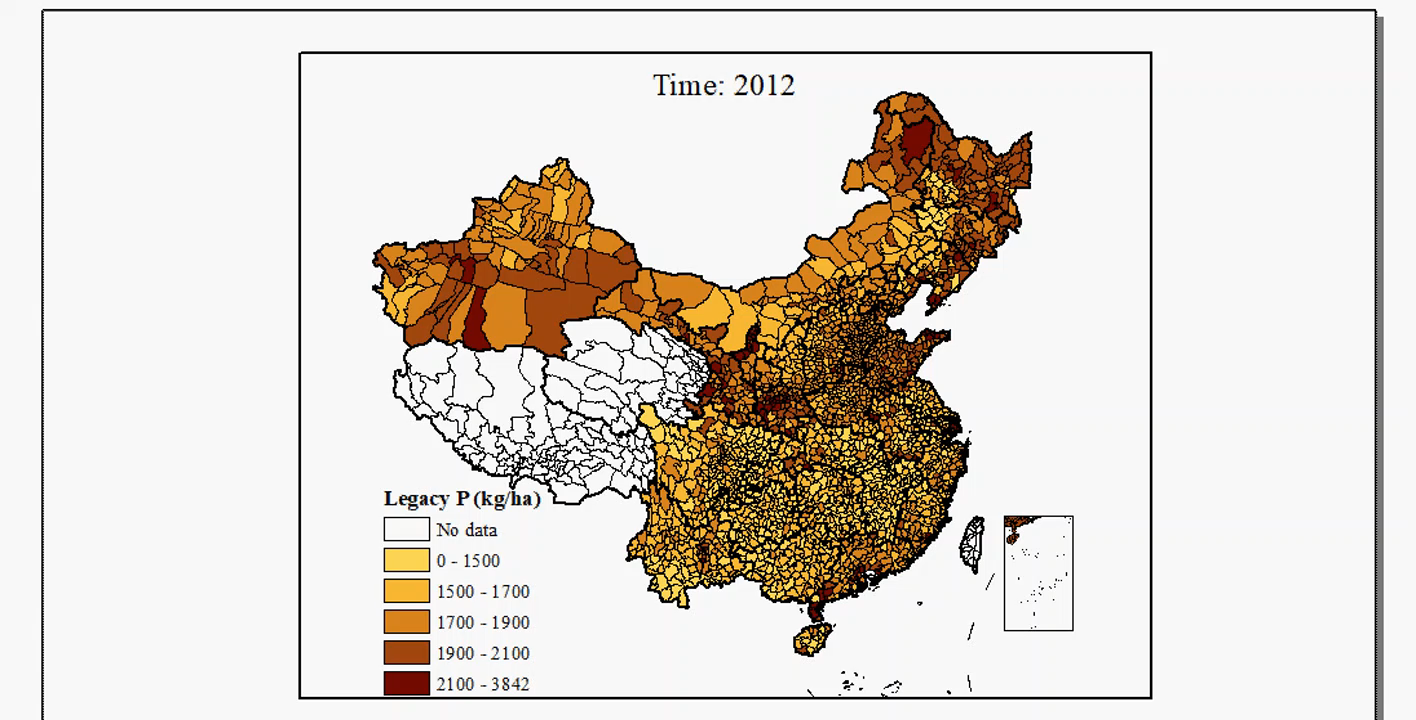 Time: 2012
Legacy P (kg/ha)
No data
0 - 1500
1500 - 1700
1700 - 1900
1900 - 2100
2100 - 3842